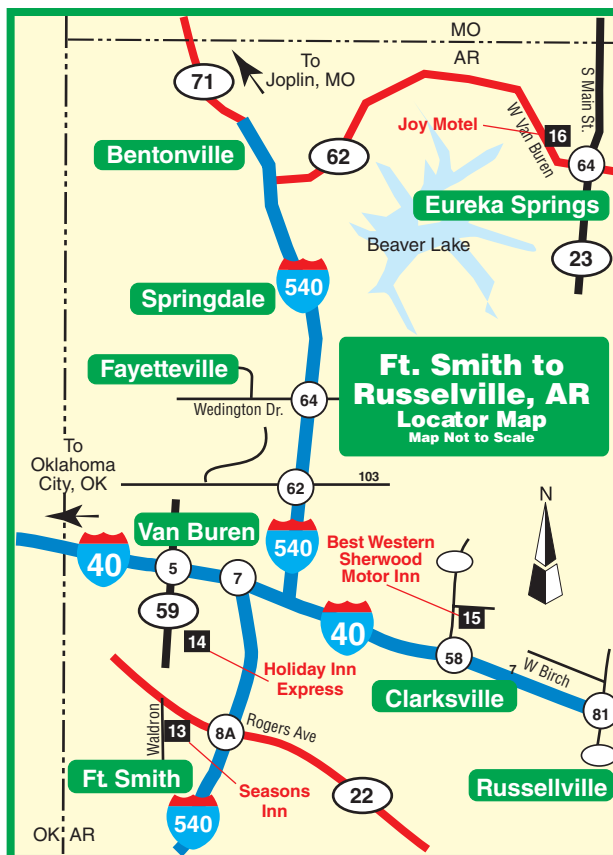 MO
AR
To
Joplin, MO
71
S Main St.
W Van Buren
Joy Motel
16
Bentonville
62
64
Eureka Springs
Beaver Lake
23
540
Springdale
Fayetteville
64
Wedington Dr.
Ft. Smith to
Russelville, AR
Locator Map
Map Not to Scale
To
Oklahoma
City, OK
62
103
N
Van Buren
540
Best Western
Sherwood
Motor Inn
40
5
7
59
15
40
14
58
7
W Birch
Holiday Inn
Express
Clarksville
81
Waldron
13
8A
Rogers Ave
Ft. Smith
Seasons
Inn
22
Russellville
540
OK
AR